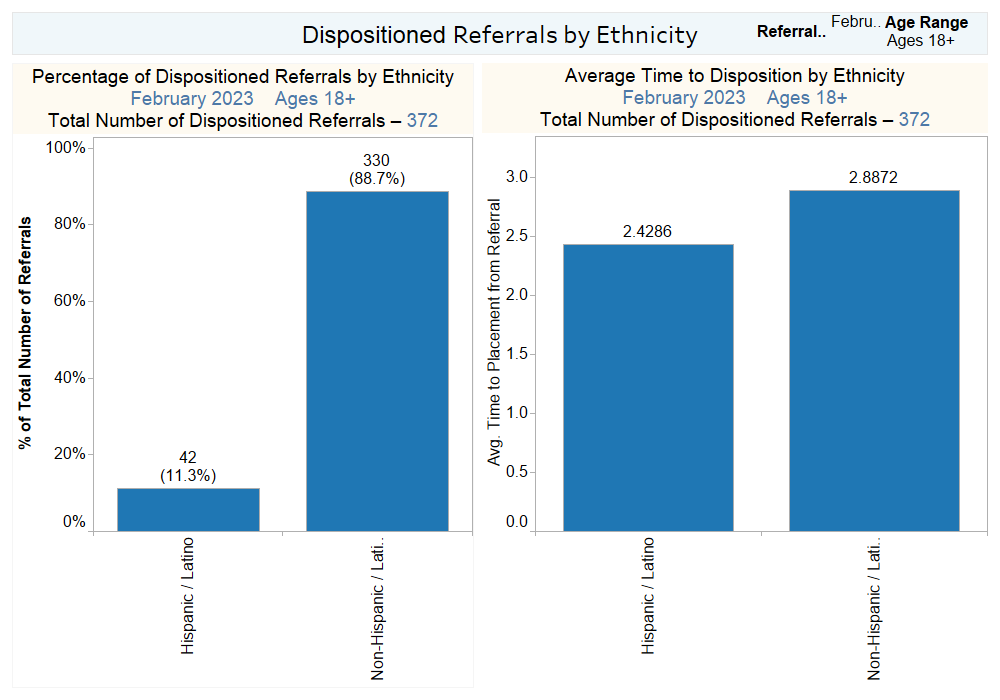 Dispositioned Referrals by Ethnicity
Referral.. Febru.. Age Range
Ages 18+
Percentage of Dispositioned Referrals by Ethnicity
February 2023 Ages 18+
Total Number of Dispositioned Referrals – 372
% of Total Number of Referrals
100%
80%
60%
40%
20%
0%
42
(11.3%)
330
(88.7%)
Hispanic / Latino
Non-Hispanic / Lati..
Average Time to Disposition by Ethnicity
February 2023 Ages 18+
Total Number of Dispositioned Referrals – 372
Avg. Time to Placement from Referral
3.0
2.5
2.0
1.5
1.0
0.5
0.0
2.4286
2.8872
Hispanic / Latino
Non-Hispanic / Lati..